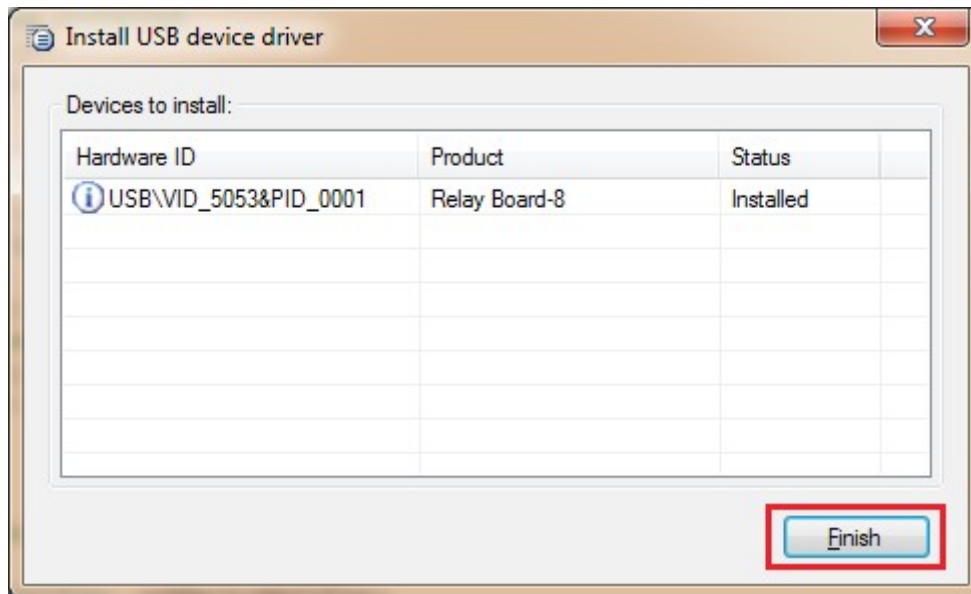 Install USB device driver
Devices to install:
Hardware ID Product Status
USB\VID_5053&PID_0001 Relay Board-8 Installed
Finish